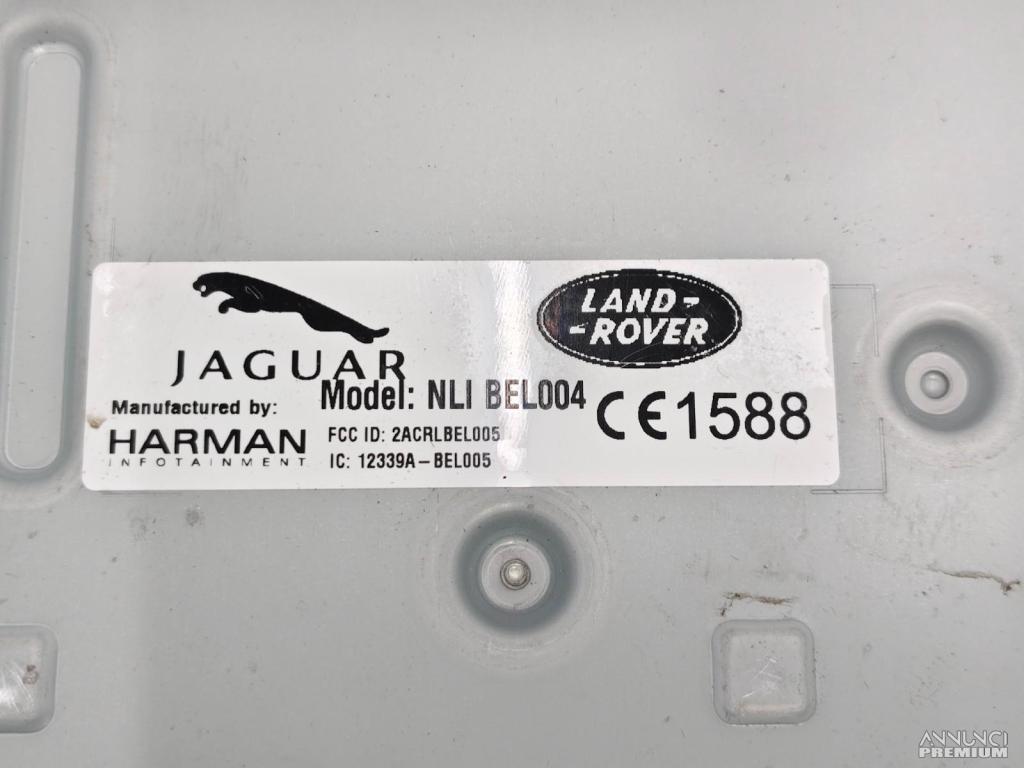 JAGUAR
LAND-
-ROVER
Model: NLI BEL004
Manufactured by:
HARMAN
INFOTAINMENT
FCC ID: 2ACRLBEL005
IC: 12339A-BEL005
CE1588
ANNUNCI
PREMIUM